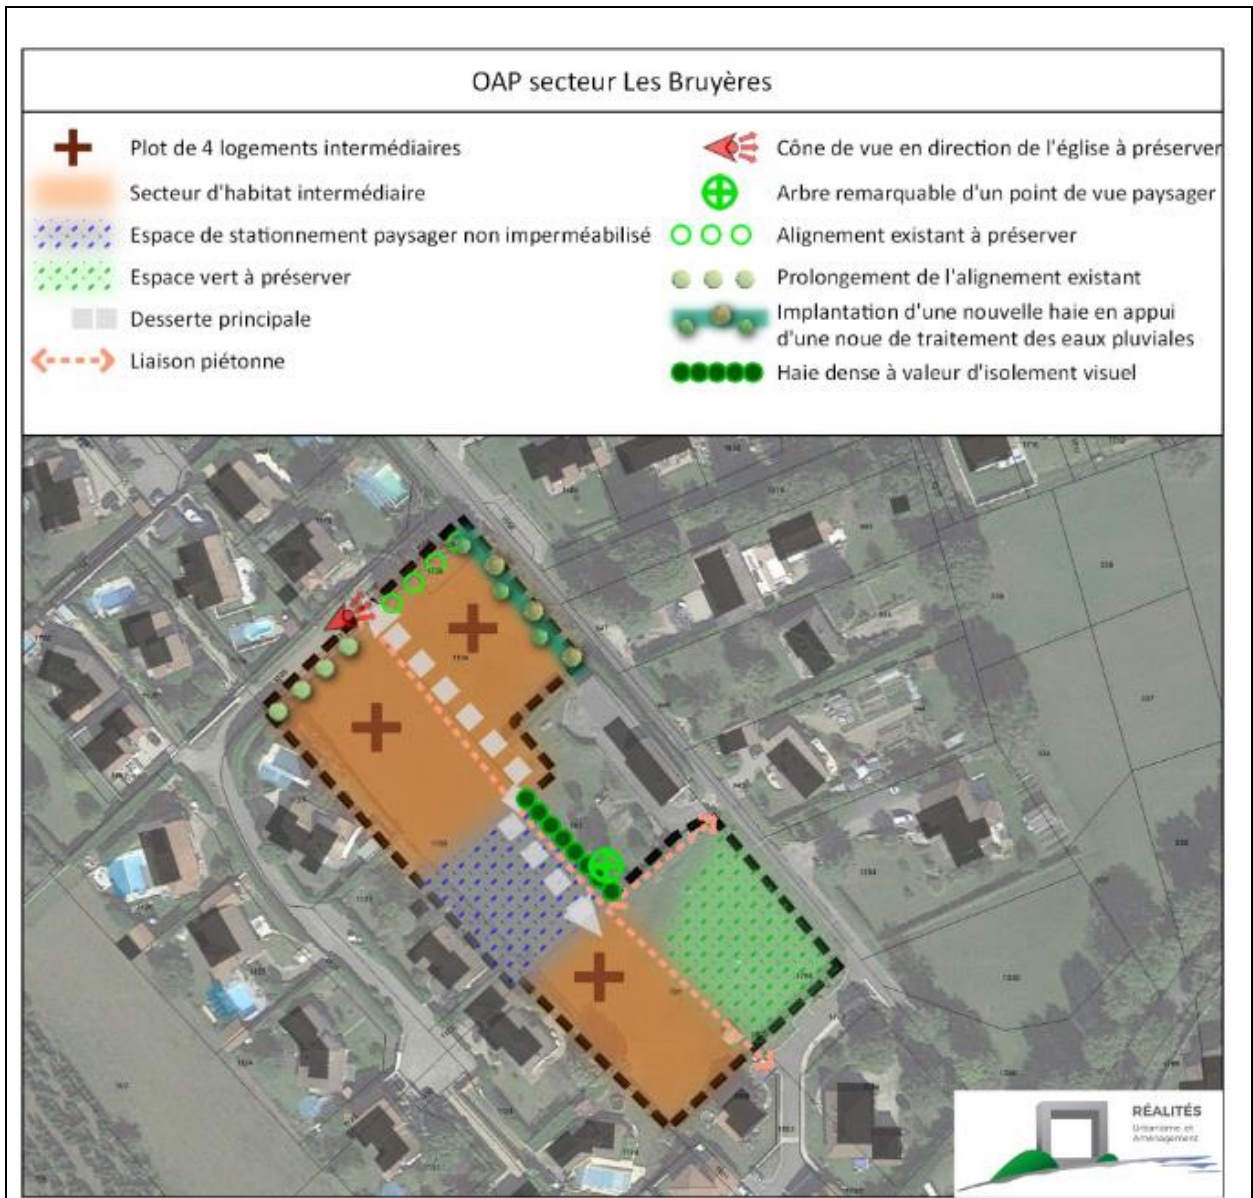 OAP secteur Les Bruyères
Plot de 4 logements intermédiaires
Secteur d'habitat intermédiaire
Espace de stationnement paysager non imperméabilisé
Espace vert à préserver
Desserte principale
Liaison piétonne
Cône de vue en direction de l'église à préserver
Arbre remarquable d'un point de vue paysager
Alignement existant à préserver
Prolongement de l'alignement existant
Implantation d'une nouvelle haie en appui
d'une noue de traitement des eaux pluviales
Haie dense à valeur d'isolement visuel
RÉALITÉS
Urbanisme et
Aménagement